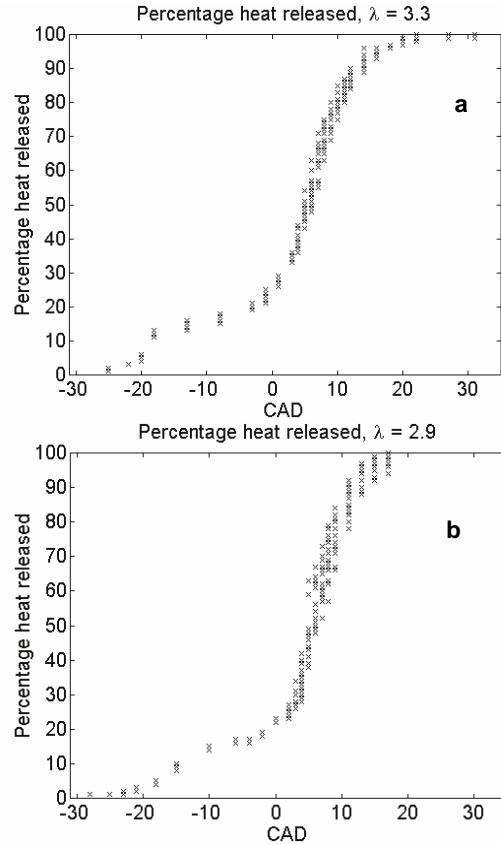 Percentage heat released, λ = 3.3
100
90
80
70
60
50
40
30
20
10
0
Percentage heat released
a
-30 -20 -10 0 10 20 30
CAD
Percentage heat released, λ = 2.9
100
90
80
70
60
50
40
30
20
10
0
Percentage heat released
b
-30 -20 -10 0 10 20 30
CAD